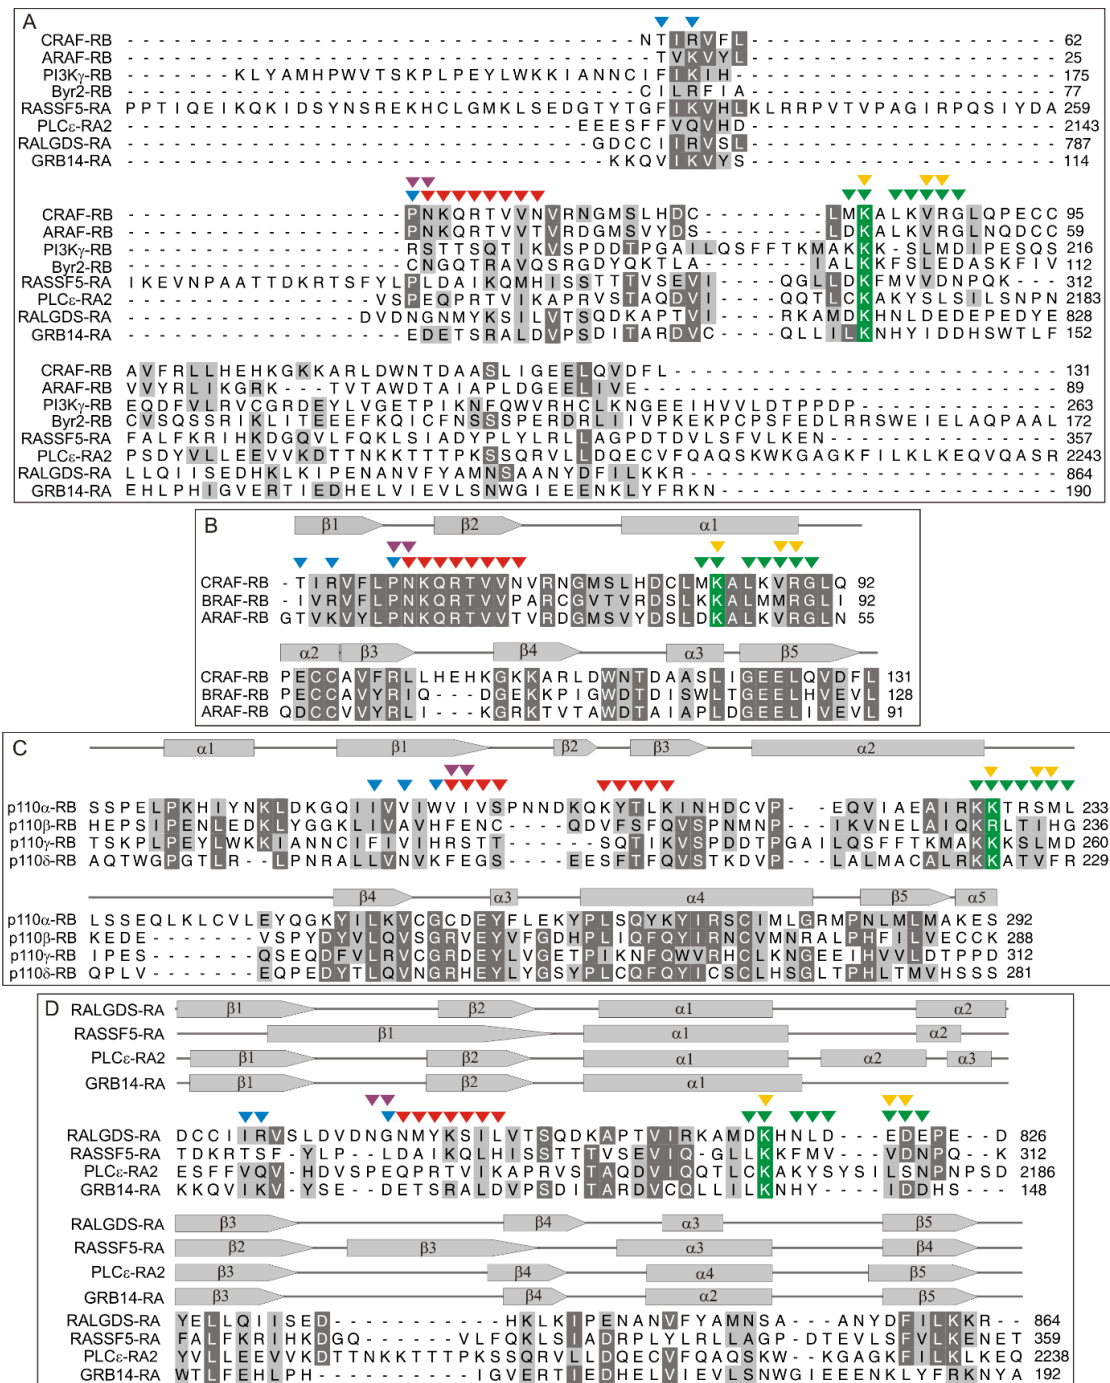 A
CRAF-RB ----------------------------------NTIRVFL-------------------- 62
ARAF-RB -----------------------------------TVKVYL-------------------- 25
PI3Kγ-RB -------KLYAMHPWVTSKPLPEYLWKKIANNCIFIKIH--------------------- 175
Byr2-RB ----------------------------------CILRFIA-------------------- 77
RASSF5-RA PPTIQEIKQKIDSYNSREKHCLGMKLSEDGTYTGFIKVHLKLRRPVTVPAGIRPQSIYDA 259
PLCε-RA2 -----------------------------EEESFFVQVHD-------------------- 2143
RALGDS-RA ------------------------------GDCCIIRVSL-------------------- 787
GRB14-RA -------------------------------KKQVIKVYS-------------------- 114
CRAF-RB ------------------PNKQRTVVNVRNGMSLHDC--------LMKALKVRGLQPECC 95
ARAF-RB ------------------PNKQRTVVTVRDGMSVYDS--------LDKALKVRGLNQDCC 59
PI3Kγ-RB ------------------RSTTSQTIKVSPDDTPGAILQSFFTKMAKKK-SLMDIPESQS 216
Byr2-RB ------------------CNGQTRAVQSRGDYQKTLA-------IALKKFSLEDASKFIV 112
RASSF5-RA IKEVNPAATTDKRTSFYLPLDAIKQMHISSTTTVSEVI---QGLLDKFMVVDNPQK---- 312
PLCε-RA2 ----------------VSPEQPRTVIKAPRVSTAQDVI---QQTLCKAKYSLSILSNPN 2183
RALGDS-RA ---------------DVDNGNMYKSILVTSQDKAPTVI---RKAMDKHNLDEDEPEDYE 828
GRB14-RA ------------------EDETSRALDVPSDITARDVC---QLLILKNHYIDDHSWTLF 152
CRAF-RB AVFRLLHEHKGKKARLDWNTDAASLIGEELQVDFL------------------------- 131
ARAF-RB VVYRLIKGRK---TVTAWDTAIAPLDGEELIVE--------------------------- 89
PI3Kγ-RB EQDFVLRVCGRDEYLVGETPIKNFQWVRHCLKNGEEIHVVLDTPPDP------------- 263
Byr2-RB CVSQSSRIKLITEEEFKQICFNSSSPERDRLIIVPKEKPCPSFEDLRRSWEIELAQPAAL 172
RASSF5-RA FALFKRIHKDGQVLFQKLSIADYPLYLRLLAGPDTDVLSFVLKEN--------------- 357
PLCε-RA2 PSDYVLLEEVVKDTTNKKTTTPKSSQRVLLDQECVFQAQSKWKGAGKFILKLKEQVQASR 2243
RALGDS-RA LLQIISEDHKLKIPENANVFYAMNSAANYDFILKKR------------------------ 864
GRB14-RA EHLPHIGVERTIEDHELVIEVLSNWGIEEENKLYFRKN---------------------- 190
B
β1 β2 α1
CRAF-RB -TIRVFLPNKQRTVVNVRNGMSLHDCLMKALKVRGLQ 92
BRAF-RB -IVRVFLPNKQRTVVPARCGVTVRDSLKKALMMRGLI 92
ARAF-RB GTVKVYLPNKQRTVVTVRDGMSVYDSLDKALKVRGLN 55
α2 β3 β4 α3 β5
CRAF-RB PECCAVFRLLHEHKGKKARLDWNTDAASLIGEELQVDFL 131
BRAF-RB PECCAVYRIQ---DGEKKPIGWDTDISWLTGEELHVEVL 128
ARAF-RB QDCCVVYRLI---KGRKTVTAWDTAIAPLDGEELIVEVL 91
C
α1 β1 β2 β3 α2
p110α-RB SSPELPKHIYNKLDKGQIIVVIWVIVSPNNDKQKYTLKINHDCVP---EQVIAEAIRKKTRSML 233
p110β-RB HEPSIPENLEDKLYGGKLIVAVHFENC----QDVFSFQVSPNMNP---IKVNELAIQKRLTIHG 236
p110γ-RB TSKPLPEYLWKKIANNCIFIVIHRSTT------SQTIKVSPDDTPGAILQSFFTKMAKKKSLMD 260
p110δ-RB AQTWGPGTLR--LPNRALLVNVKFEGS----EESFTFQVSTKDVP---LALMACALRKKATVFR 229
β4 α3 α4 β5 α5
p110α-RB LSSEQLKLCVLEYQGKYILKVCGCDEYFLEKYPLSQYKYIRSCIMLGRMPNLMLMAKES 292
p110β-RB KEDE-------VSPYDYVLQVSGRVEYVFGDHPLIQFQYIRNCVMNRALPHFILVECCK 288
p110γ-RB IPES-------QSEQDFVLRVCGRDEYLVGETPIKNFQWVRHCLKNGEEIHVVLDTPPD 312
p110δ-RB QPLV-------EQPEDYTLQVNGRHEYLYGSYPLCQFQYICSCLHSGLTPHLTMVHSSS 281
D
RALGDS-RA β1 β2 α1 α2
RASSF5-RA β1 α1 α2
PLCε-RA2 β1 β2 α1 α2 α3
GRB14-RA β1 β2 α1
RALGDS-RA DCCIIRVSLDVDNGNMYKSILVTSQDKAPTVIRKAMDKHNLD---EDEPE--D 826
RASSF5-RA TDKRTSF-YLP--LDAIKQLHISSTTTVSEVIQ-GLLKKFMV---VDNPQ--K 312
PLCε-RA2 ESFFVQV-HDVSPEQPRTVIKAPRVSTAQDVIQQTLCKAKYSYSILSNPNPSD 2186
GRB14-RA KKQVIKV-YSE--DETSRALDVPSDITARDVCQLLILKNHY----IDDHS--- 148
RALGDS-RA β3 β4 α3 β5
RASSF5-RA β2 β3 α3 β4
PLCε-RA2 β3 β4 α4 β5
GRB14-RA β3 β4 α2 β5
RALGDS-RA YELLQIISED-----------HKLKIPENANVFYAMNSA---ANYDFILKKR-- 864
RASSF5-RA FALFKRIHKDGQ--------VLFQKLSIADRPLYLRLLAGP-DTEVLSFVLKENET 359
PLCε-RA2 YVLLEEVVKDTTNKKTTTPKSSQRVLLDQECVFQAQSKW--KGAGKFILKLKEQ 2238
GRB14-RA WTLFEHLPH---------IGVERTIEDHELVIEVLSNWGIEEENKLYFRKNYA 192